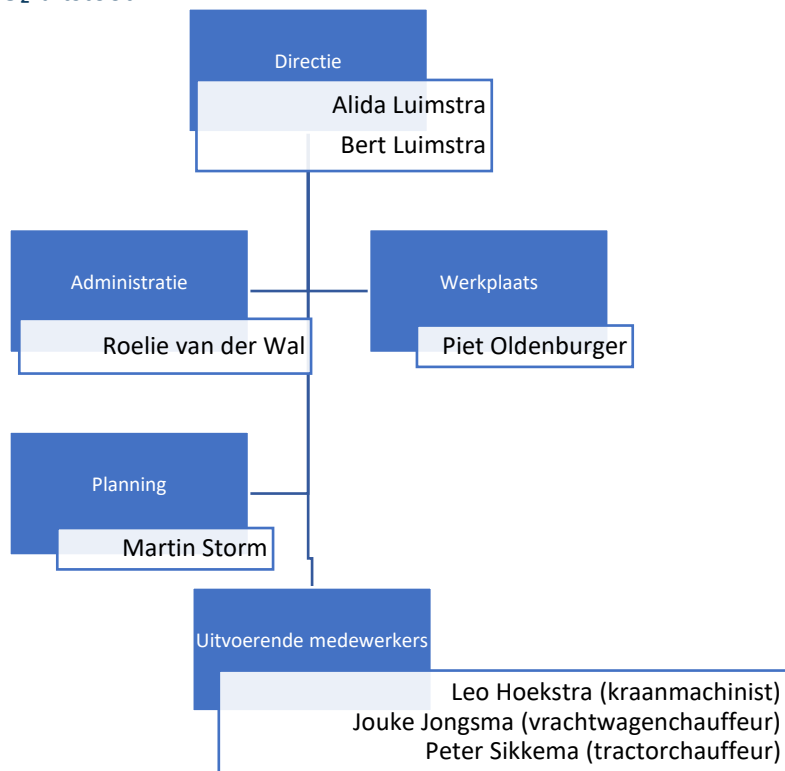 Directie
Alida Luimstra
Bert Luimstra
Administratie
Roelie van der Wal
Werkplaats
Piet Oldenburger
Planning
Martin Storm
Uitvoerende medewerkers
Leo Hoekstra (kraanmachinist)
Jouke Jongsma (vrachtwagenchauffeur)
Peter Sikkema (tractorchauffeur)